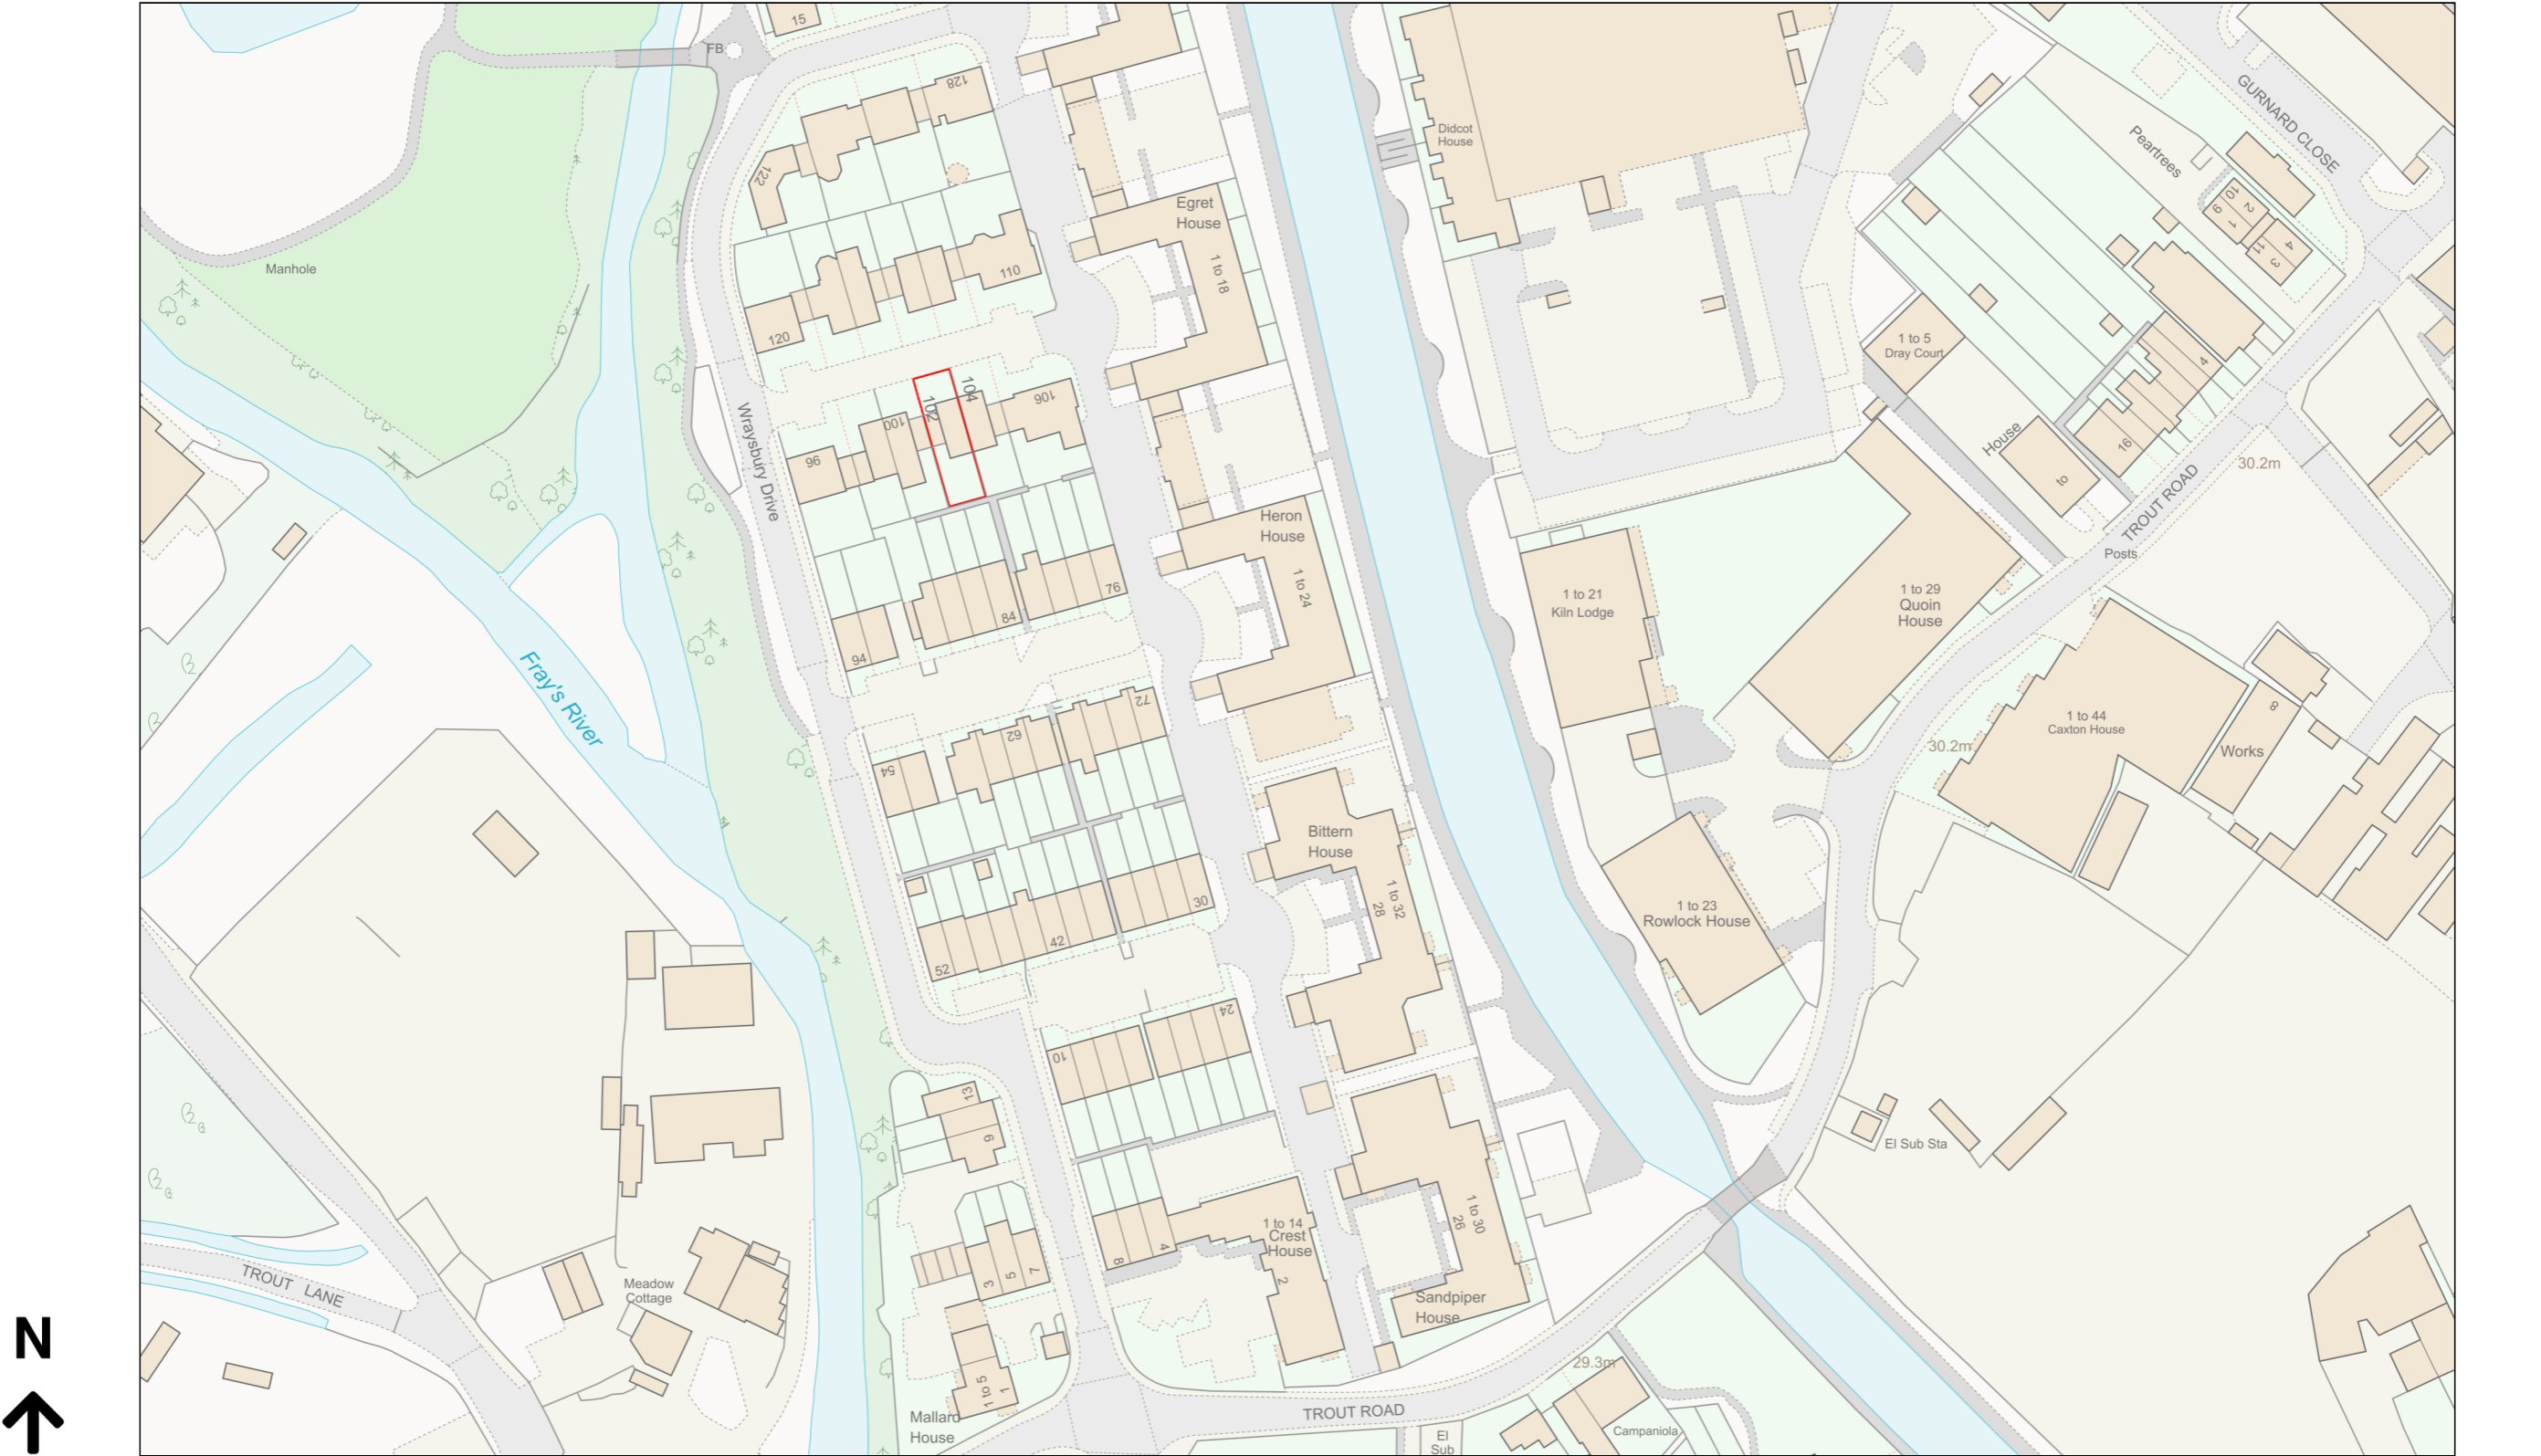 15
FB
128
GURNARD CLOSE
Didcot
House
Peartrees
122
Egret
House
10
9
2
1
11
4
3
Manhole
110
1 to 18
120
1 to 5
Dray Court
4
104
102
106
100
96
Wraysbury Drive
House
16
to
30.2m
TROUT ROAD
Posts
Heron
House
1 to 24
76
84
94
1 to 21
Kiln Lodge
1 to 29
Quoin
House
Fray's River
72
62
54
1 to 44
Caxton House
8
Works
30.2m
Bittern
House
1 to 32
28
30
42
52
1 to 23
Rowlock House
24
10
13
9
El Sub Sta
1 to 30
26
1 to 14
Crest
House
2
8
4
3
5
7
TROUT LANE
Meadow
Cottage
Sandpiper
House
N
29.3m
1 to 5
1
Mallard
House
TROUT ROAD
Campaniola
El
Sub